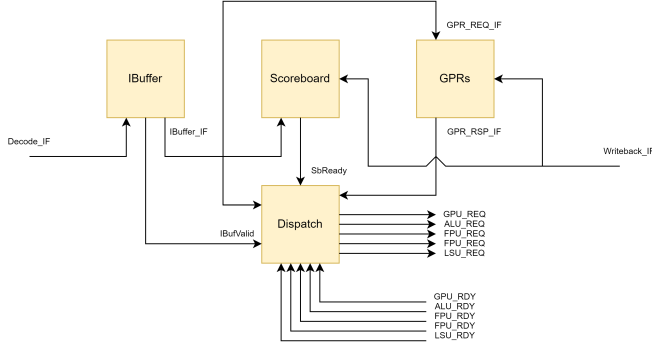 GPR_REQ_IF
IBuffer
Scoreboard
GPRs
Decode_IF
IBuffer_IF
GPR_RSP_IF
Writeback_IF
SbReady
IBufValid
Dispatch
GPU_REQ
ALU_REQ
FPU_REQ
FPU_REQ
LSU_REQ
GPU_RDY
ALU_RDY
FPU_RDY
FPU_RDY
LSU_RDY